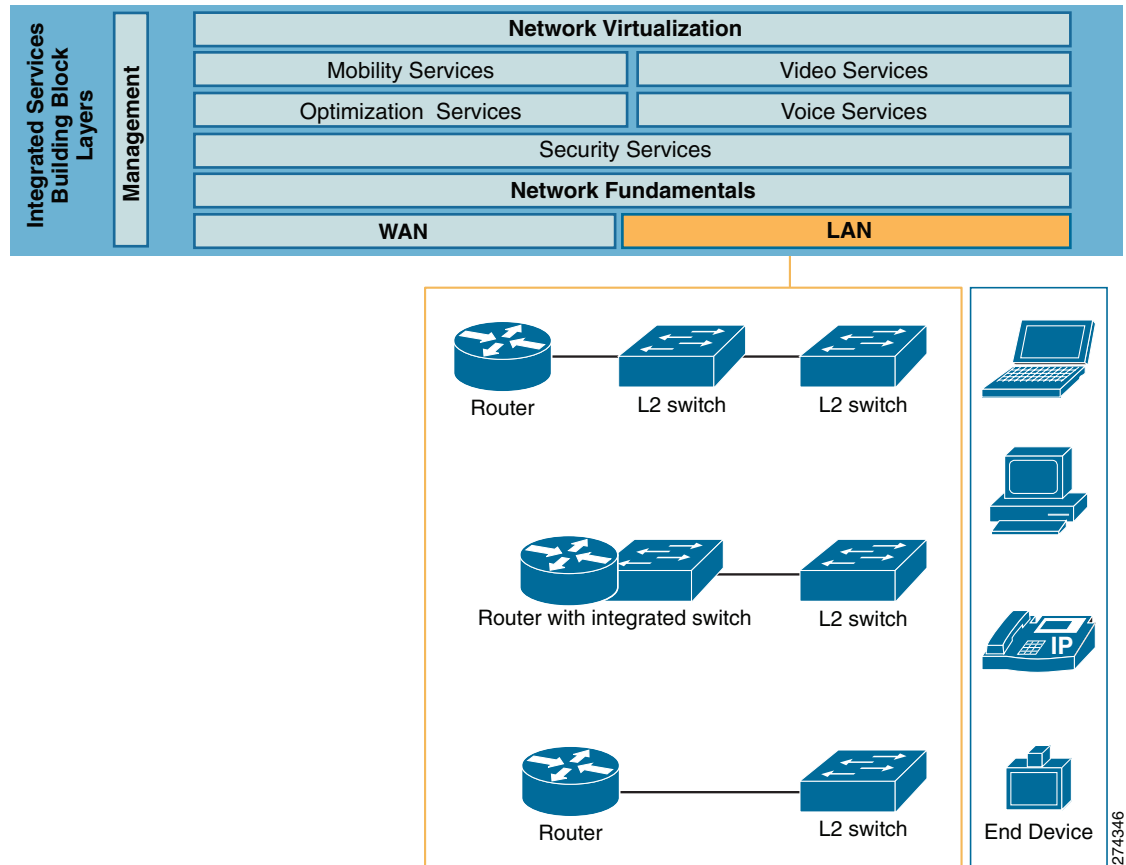 Integrated Services
Building Block
Layers
Management
Network Virtualization
Mobility Services
Video Services
Optimization Services
Voice Services
Security Services
Network Fundamentals
WAN
LAN
Router
L2 switch
L2 switch
IP
Router with integrated switch
L2 switch
Router
L2 switch
End Device
274346